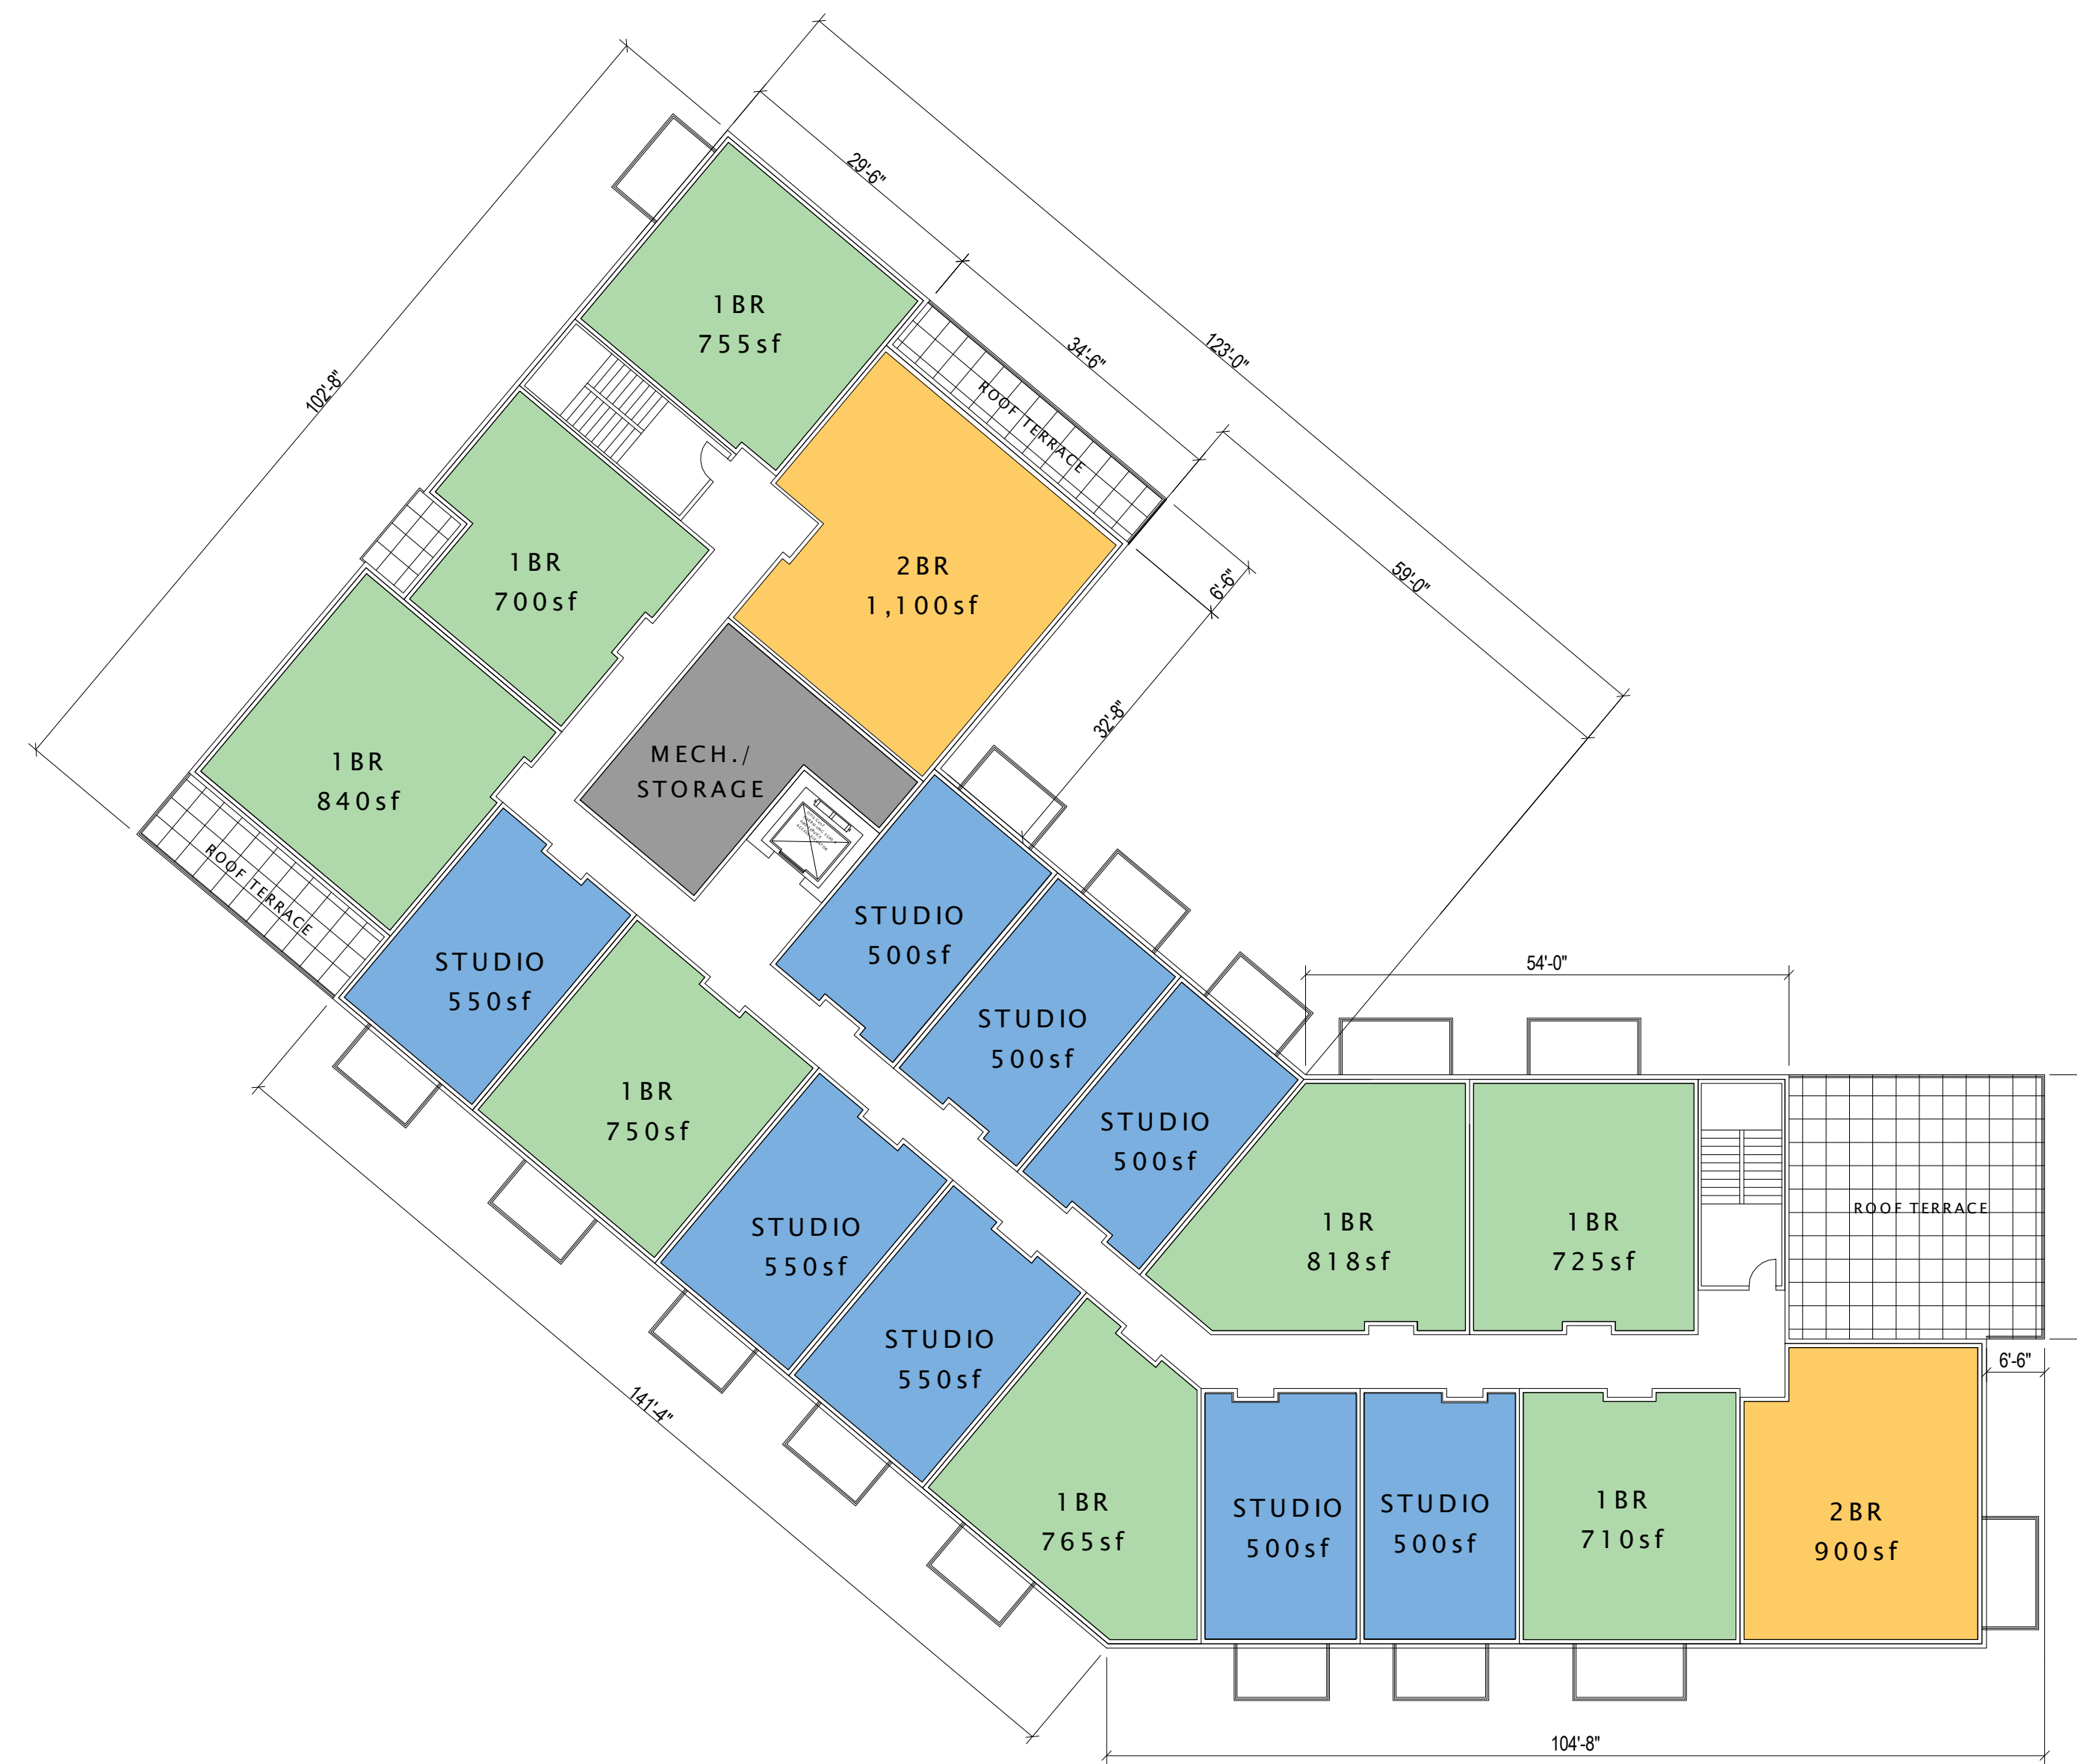 29'-6"
123'-0"
34'-6"
102'-8"
1BR
755sf
ROOF TERRACE
1BR
700sf
2BR
1,100sf
6'-6"
59'-0"
32'-8"
MECH./
STORAGE
1BR
840sf
ROOF TERRACE
STUDIO
550sf
STUDIO
500sf
STUDIO
500sf
STUDIO
500sf
54'-0"
1BR
750sf
STUDIO
550sf
STUDIO
550sf
1BR
818sf
1BR
725sf
ROOF TERRACE
6'-6"
141'-4"
1BR
765sf
STUDIO
500sf
STUDIO
500sf
1BR
710sf
2BR
900sf
104'-8"